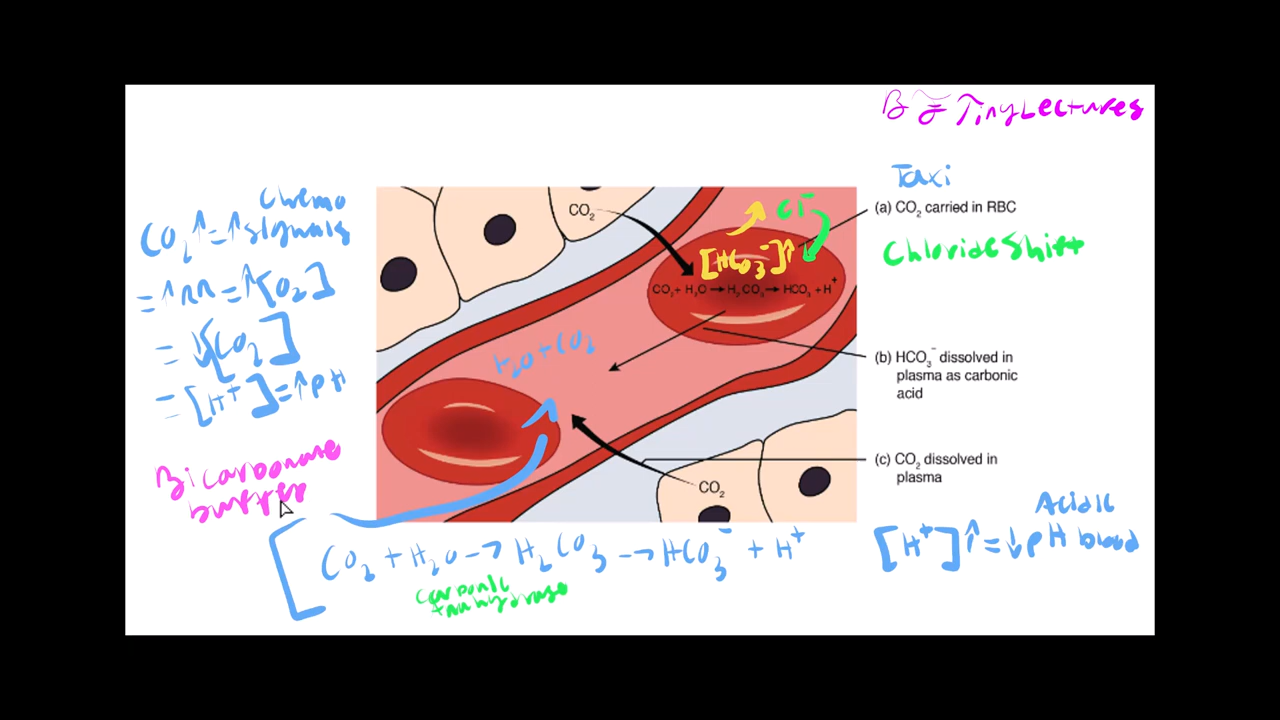 TinyLectures
Taxi
(a) CO₂ carried in RBC
Chloride Shift
Chemo
CO₂↑=↑signals
=↑RR=↑[O₂]
=↓[CO₂]
=[H⁺]=↑pH
CO₂
Cl⁻
[HCO₃⁻]↑
CO₂+ H₂O→H₂CO₃→HCO₃ + H⁺
H₂O+CO₂
(b) HCO₃⁻ dissolved in
plasma as carbonic
acid
Bicarbonate
buffer
(c) CO₂ dissolved in
plasma
CO₂
CO₂ + H₂O → H₂CO₃ → HCO₃⁻ + H⁺
carbonic
Acidic
[H⁺]↑=↓pH blood